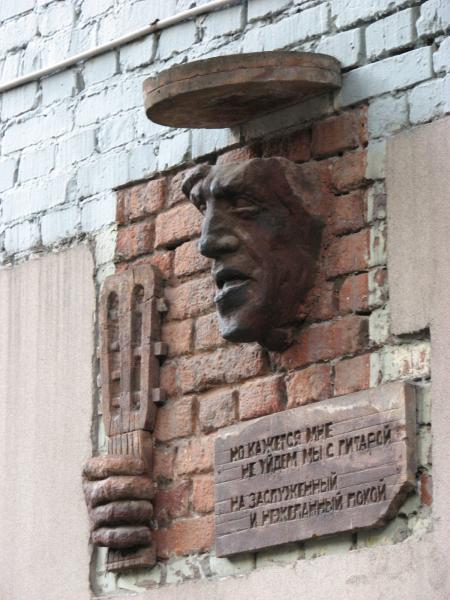 НО КАЖЕТСЯ МНЕ
НЕ УЙДЕМ МЫ С ГИТАРОЙ
НА ЗАСЛУЖЕННЫЙ
И НЕЖЕЛАННЫЙ ПОКОЙ